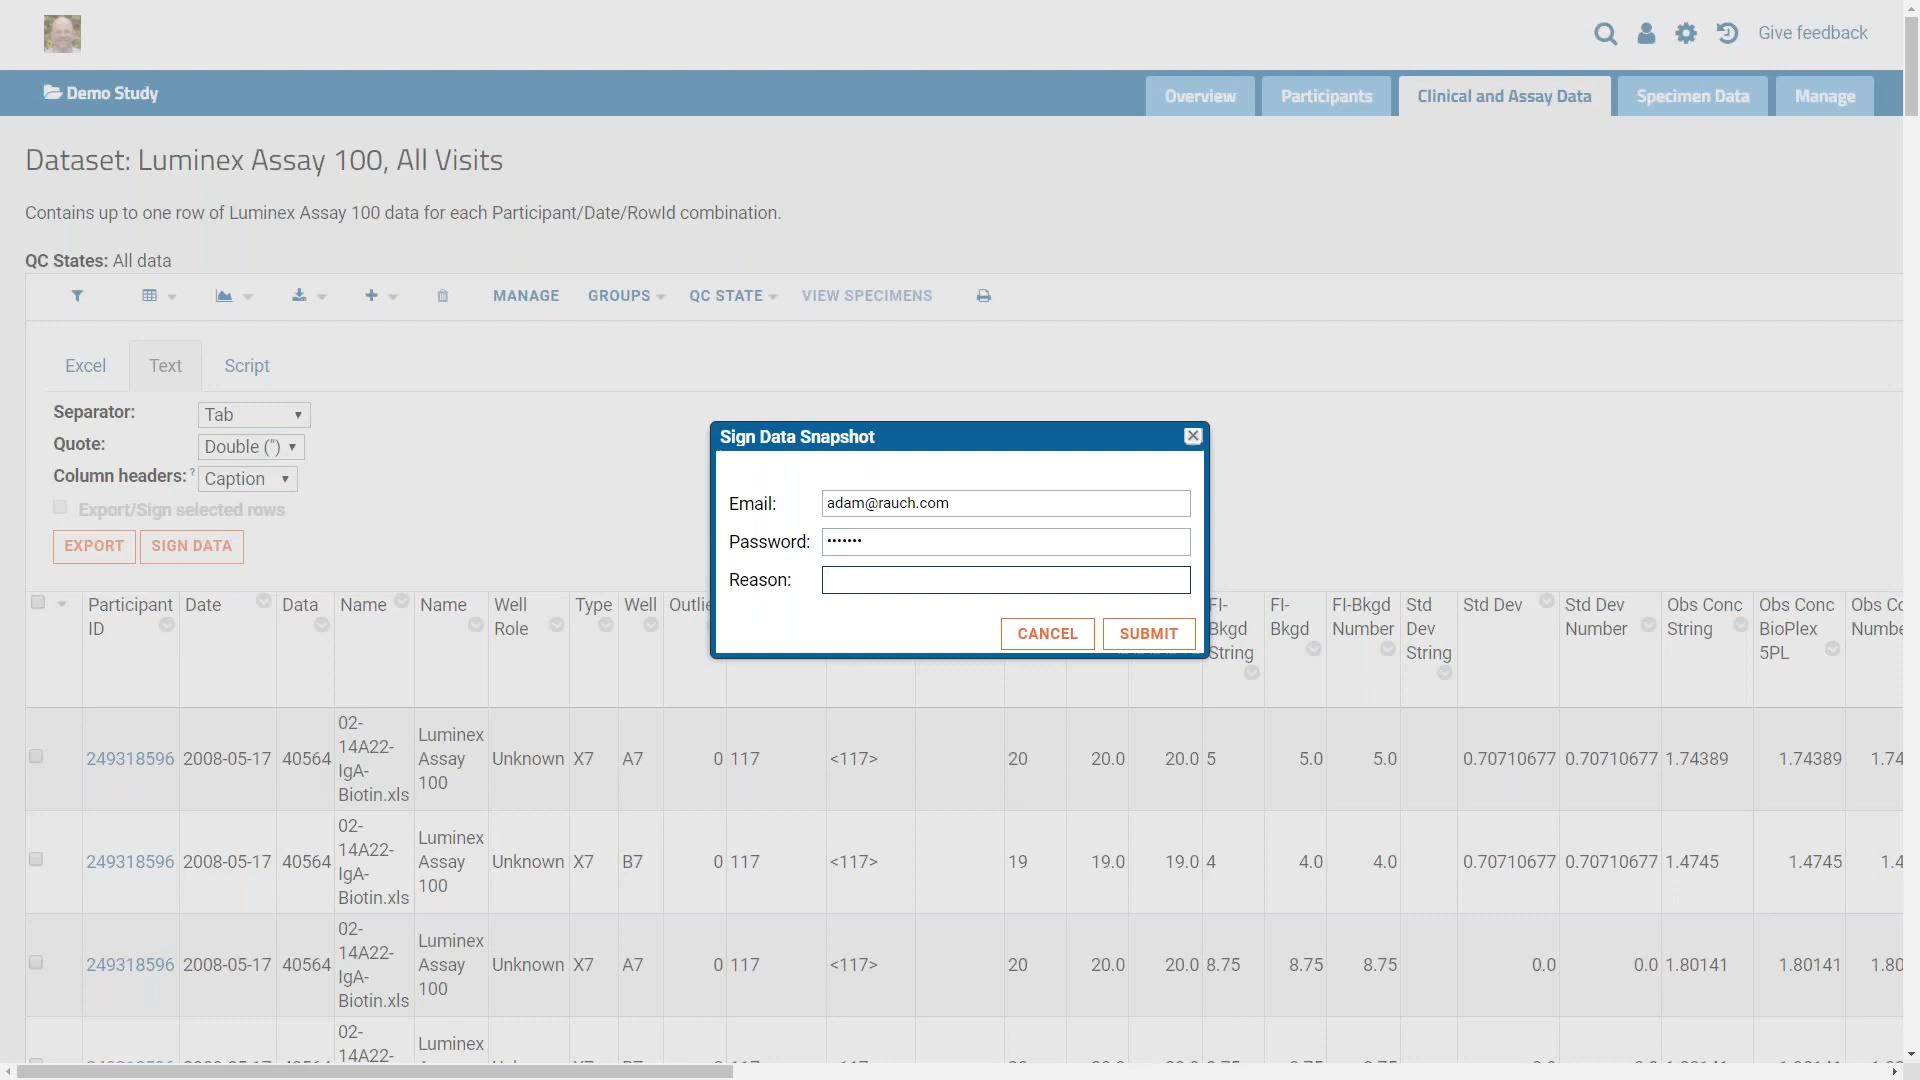 Give feedback
Demo Study
Overview
Participants
Clinical and Assay Data
Specimen Data
Manage
Dataset: Luminex Assay 100, All Visits
Contains up to one row of Luminex Assay 100 data for each Participant/Date/RowId combination.
QC States: All data
MANAGE
GROUPS
QC STATE
VIEW SPECIMENS
Excel
Text
Script
Separator:
Tab
Quote:
Double (")
Column headers: ?
Caption
Export/Sign selected rows
EXPORT
SIGN DATA
Sign Data Snapshot
Email:
adam@rauch.com
Password:
•••••••
Reason:
CANCEL
SUBMIT
Participant
ID
Date
Data
Name
Name
Well
Role
Type
Well
FI-
Bkgd
String
FI-
Bkgd
FI-Bkgd
Number
Std
Dev
String
Std Dev
Std Dev
Number
Obs Conc
String
Obs Conc
BioPlex
5PL
Obs
249318596
2008-05-17
40564
02-
14A22-
IgA-
Biotin.xls
Luminex
Assay
100
Unknown
X7
A7
0
117
<117>
20
20.0
20.0
5
5.0
5.0
0.70710677
0.70710677
1.74389
1.74389
1.74
249318596
2008-05-17
40564
02-
14A22-
IgA-
Biotin.xls
Luminex
Assay
100
Unknown
X7
B7
0
117
<117>
19
19.0
19.0
4
4.0
4.0
0.70710677
0.70710677
1.4745
1.4745
1.4
249318596
2008-05-17
40564
02-
14A22-
IgA-
Biotin.xls
Luminex
Assay
100
Unknown
X7
A7
0
117
<117>
20
20.0
20.0
8.75
8.75
8.75
0.0
0.0
1.80141
1.80141
1.80
02-
14A22-
Luminex